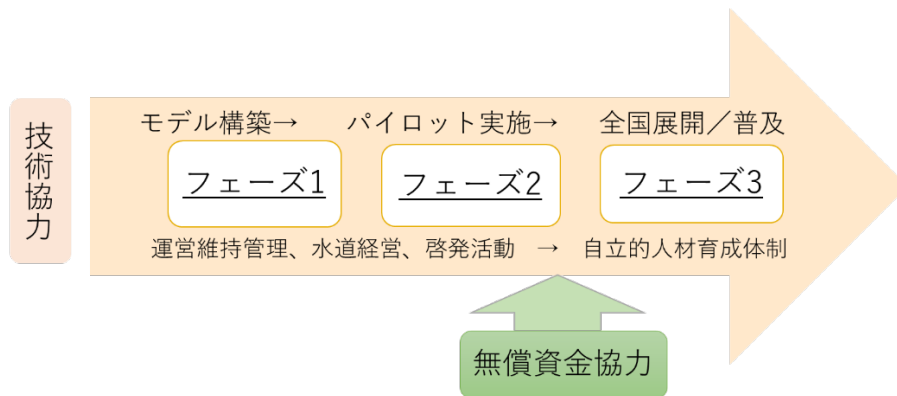 技術協力
モデル構築→
パイロット実施→
全国展開／普及
フェーズ1
フェーズ2
フェーズ3
運営維持管理、水道経営、啓発活動 → 自立的人材育成体制
無償資金協力